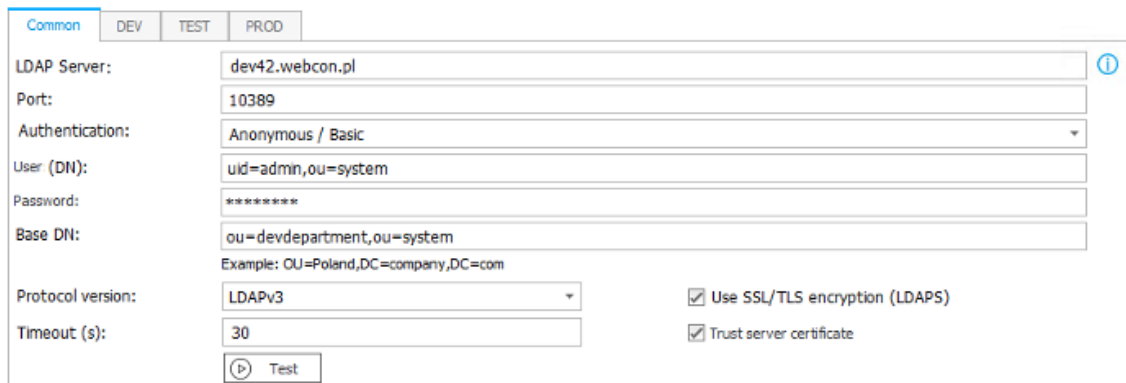 Common DEV TEST PROD
LDAP Server: dev42.webcon.pl
Port: 10389
Authentication: Anonymous / Basic
User (DN): uid=admin,ou=system
Password: ********
Base DN: ou=devdepartment,ou=system
Example: OU=Poland,DC=company,DC=com
Protocol version: LDAPv3 Use SSL/TLS encryption (LDAPS)
Timeout (s): 30 Trust server certificate
Test